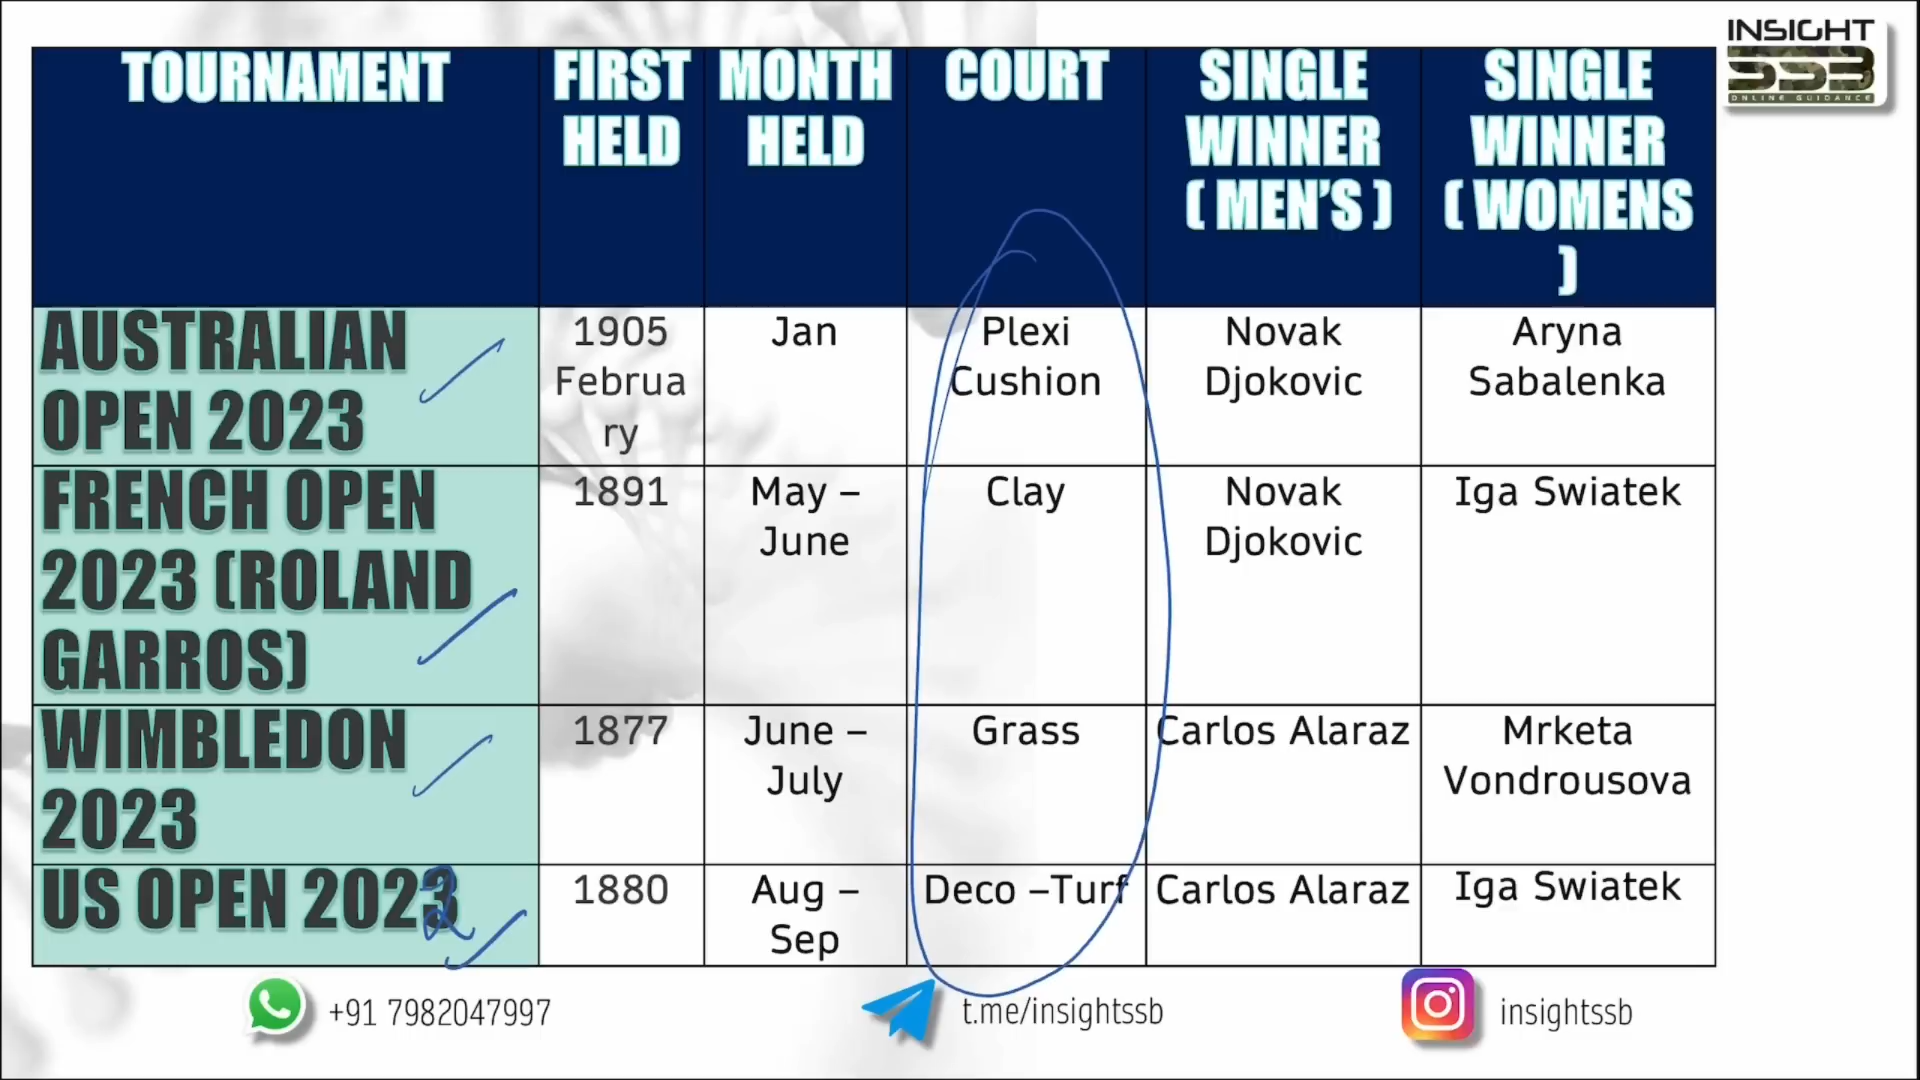 INSIGHT
SSB
ONLINE GUIDANCE
TOURNAMENT
FIRST
HELD
MONTH
HELD
COURT
SINGLE
WINNER
( MEN'S )
SINGLE
WINNER
( WOMENS
)
AUSTRALIAN
OPEN 2023
1905
Februa
ry
Jan
Plexi
Cushion
Novak
Djokovic
Aryna
Sabalenka
FRENCH OPEN
2023 (ROLAND
GARROS)
1891
May –
June
Clay
Novak
Djokovic
Iga Swiatek
WIMBLEDON
2023
1877
June –
July
Grass
Carlos Alaraz
Mrketa
Vondrousova
US OPEN 2023
2
1880
Aug –
Sep
Deco –Turf
Carlos Alaraz
Iga Swiatek
+91 7982047997
t.me/insightssb
insightssb